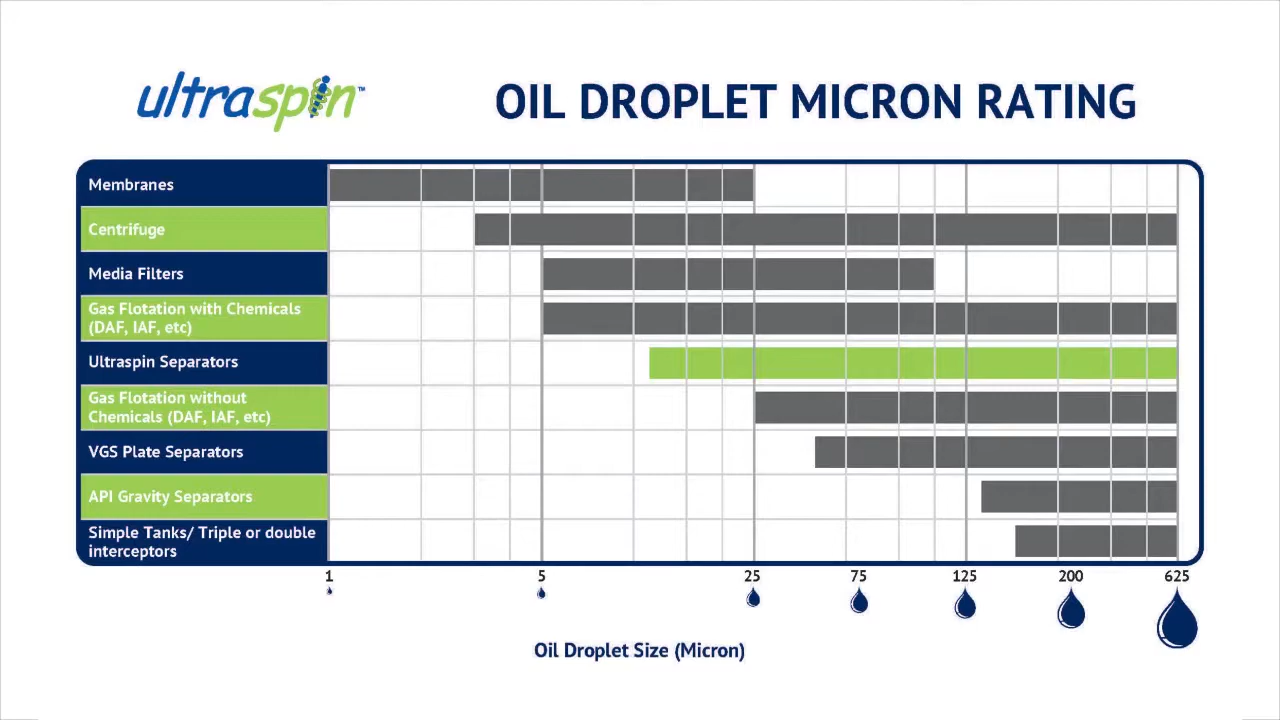 ultraspin™
OIL DROPLET MICRON RATING
Membranes
Centrifuge
Media Filters
Gas Flotation with Chemicals
(DAF, IAF, etc)
Ultraspin Separators
Gas Flotation without
Chemicals (DAF, IAF, etc)
VGS Plate Separators
API Gravity Separators
Simple Tanks/ Triple or double
interceptors
1 5 25 75 125 200 625
Oil Droplet Size (Micron)